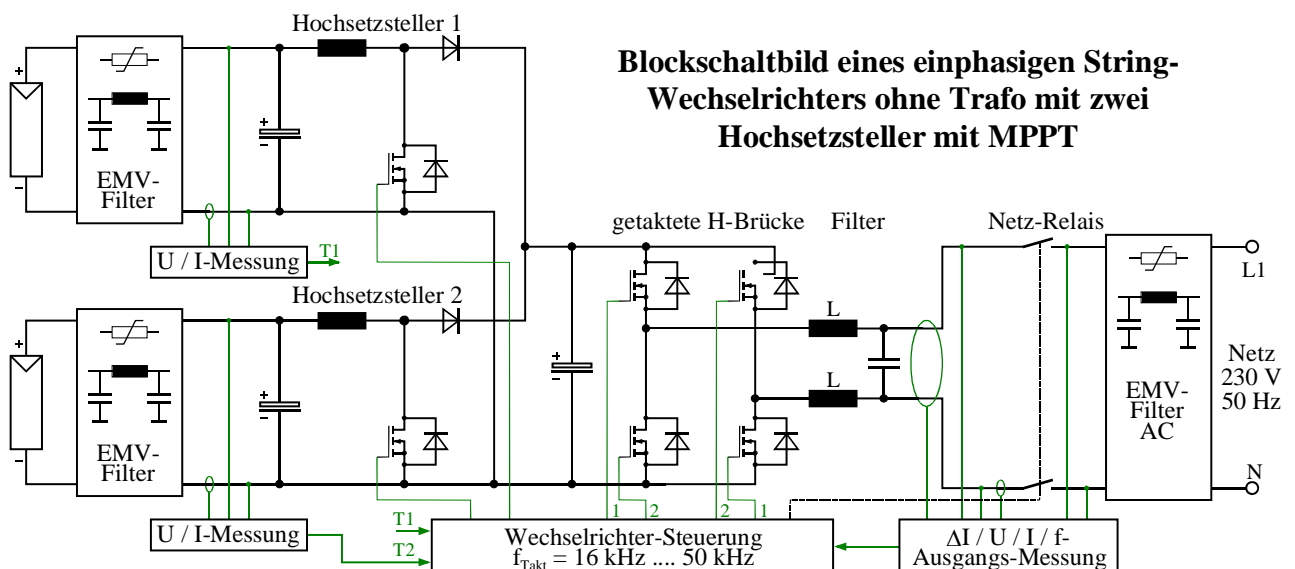 Hochsetzsteller 1
Blockschaltbild eines einphasigen String-
Wechselrichters ohne Trafo mit zwei
Hochsetzsteller mit MPPT
+
-
EMV-
Filter
+
-
U / I-Messung
T1
getaktete H-Brücke
Filter
Netz-Relais
Hochsetzsteller 2
+
-
EMV-
Filter
+
-
+
-
L
L
L1
Netz
230 V
50 Hz
EMV-
Filter
AC
N
1
2
2
1
U / I-Messung
T1
T2
Wechselrichter-Steuerung
fTakt = 16 kHz .... 50 kHz
ΔI / U / I / f-
Ausgangs-Messung